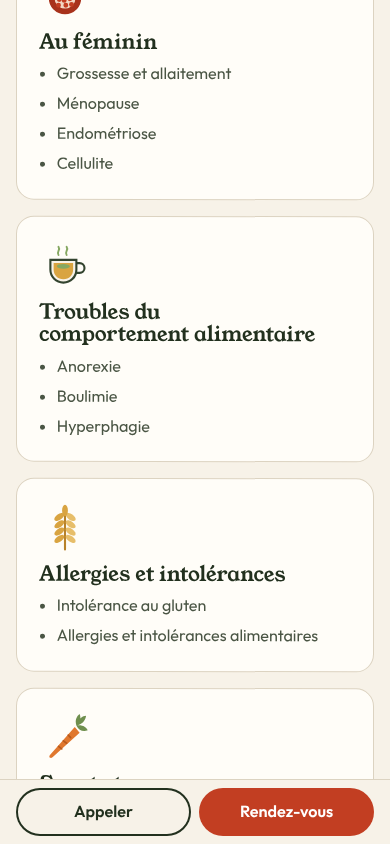 Au féminin
Grossesse et allaitement
Ménopause
Endométriose
Cellulite
Troubles du
comportement alimentaire
Anorexie
Boulimie
Hyperphagie
Allergies et intolérances
Intolérance au gluten
Allergies et intolérances alimentaires
Appeler
Rendez-vous